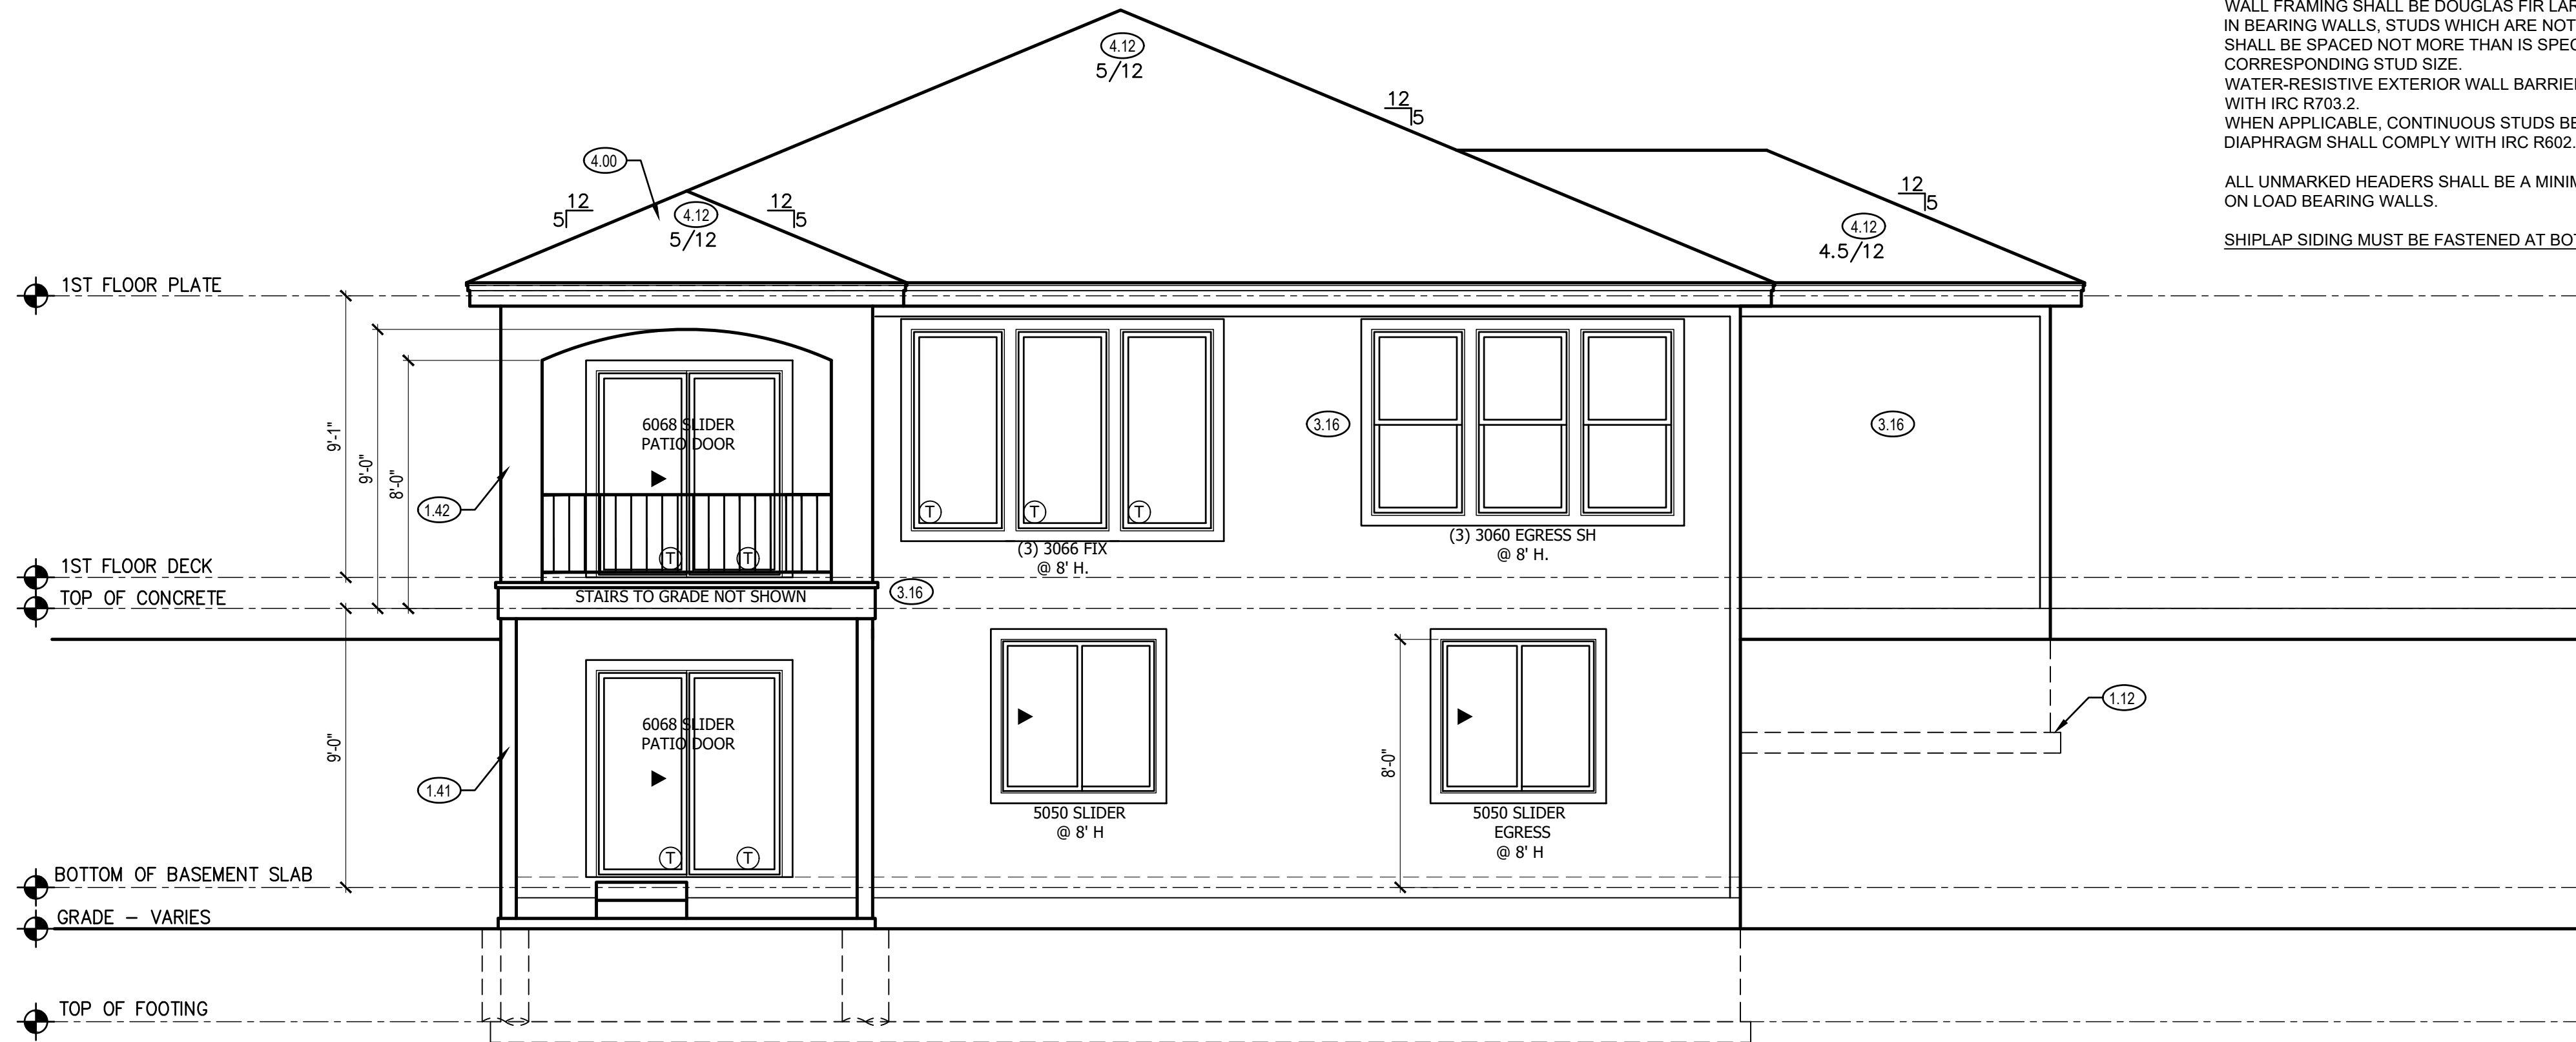 WALL FRAMING SHALL BE DOUGLAS FIR
IN BEARING WALLS, STUDS WHICH ARE NOT
SHALL BE SPACED NOT MORE THAN IS
CORRESPONDING STUD SIZE.
WATER-RESISTIVE EXTERIOR WALL
WITH IRC R703.2.
WHEN APPLICABLE, CONTINUOUS STUDS
DIAPHRAGM SHALL COMPLY WITH IRC R602.
ALL UNMARKED HEADERS SHALL BE A
ON LOAD BEARING WALLS.
SHIPLAP SIDING MUST BE FASTENED AT
4.12
5/12
12
5
4.00
12
5
4.12
5/12
12
5
12
5
4.12
4.5/12
1ST FLOOR PLATE
9'-1"
9'-0"
8'-0"
6068 SLIDER
PATIO DOOR
3.16
3.16
1.42
T
T
T
T
T
(3) 3066 FIX
@ 8' H.
(3) 3060 EGRESS SH
@ 8' H.
1ST FLOOR DECK
TOP OF CONCRETE
STAIRS TO GRADE NOT SHOWN
3.16
9'-0"
6068 SLIDER
PATIO DOOR
8'-0"
1.12
1.41
5050 SLIDER
@ 8' H
5050 SLIDER
EGRESS
@ 8' H
T
T
BOTTOM OF BASEMENT SLAB
GRADE – VARIES
TOP OF FOOTING